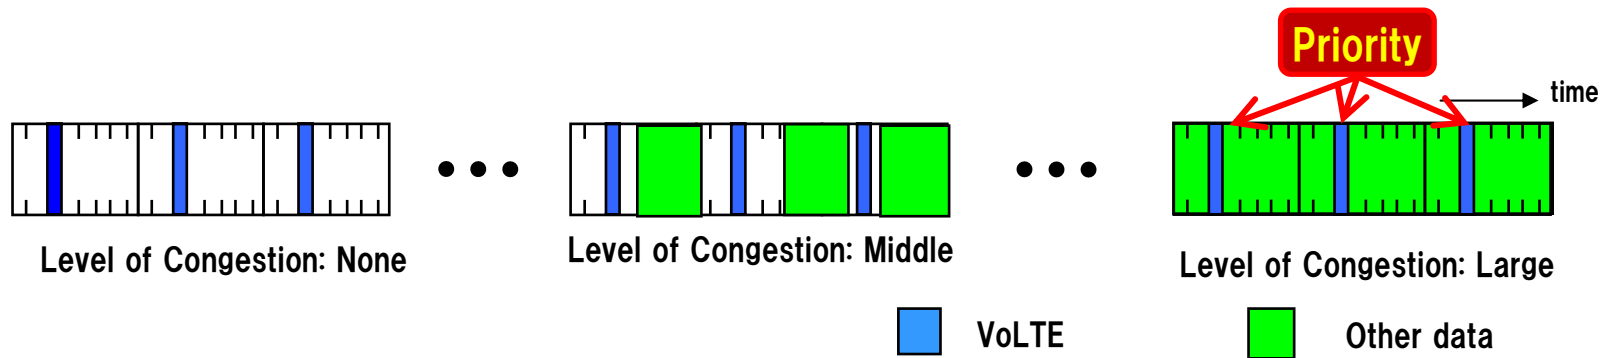 Priority
time
Level of Congestion: None
Level of Congestion: Middle
Level of Congestion: Large
VoLTE
Other data